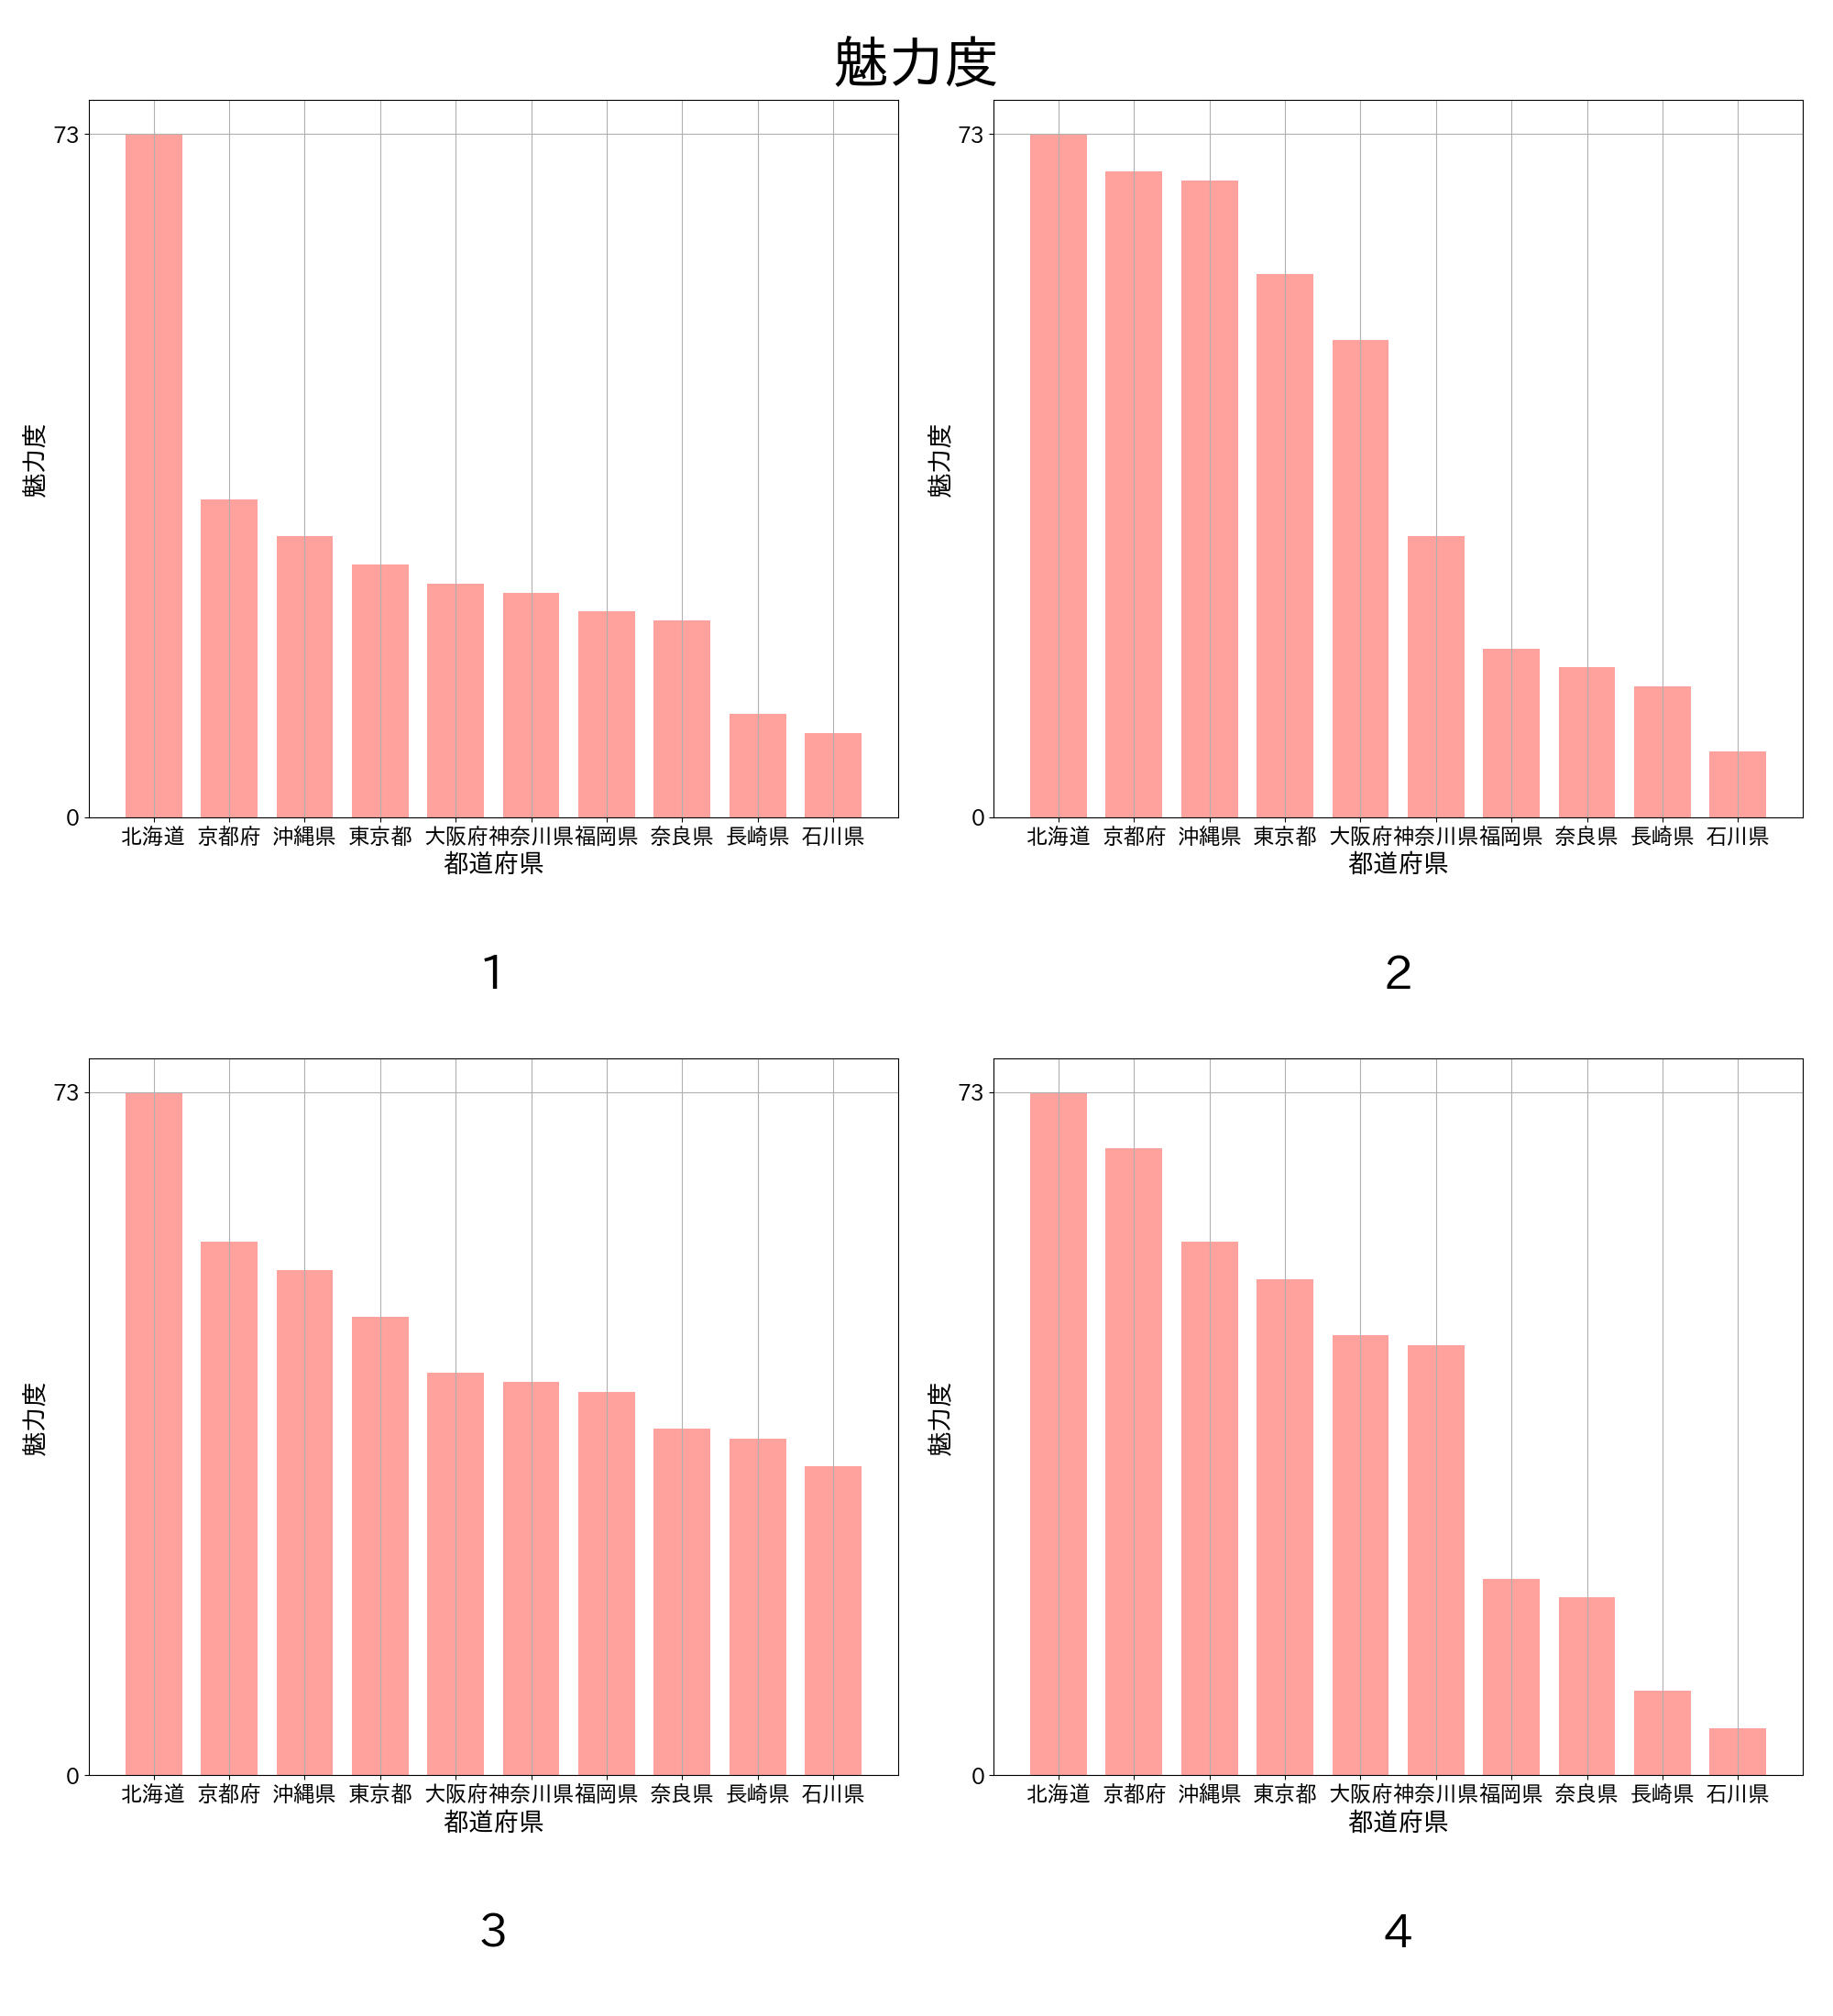 魅力度
73
魅力度
0
北海道 京都府 沖縄県 東京都 大阪府 神奈川県 福岡県 奈良県 長崎県 石川県
都道府県
1
73
魅力度
0
北海道 京都府 沖縄県 東京都 大阪府 神奈川県 福岡県 奈良県 長崎県 石川県
都道府県
2
73
魅力度
0
北海道 京都府 沖縄県 東京都 大阪府 神奈川県 福岡県 奈良県 長崎県 石川県
都道府県
3
73
魅力度
0
北海道 京都府 沖縄県 東京都 大阪府 神奈川県 福岡県 奈良県 長崎県 石川県
都道府県
4